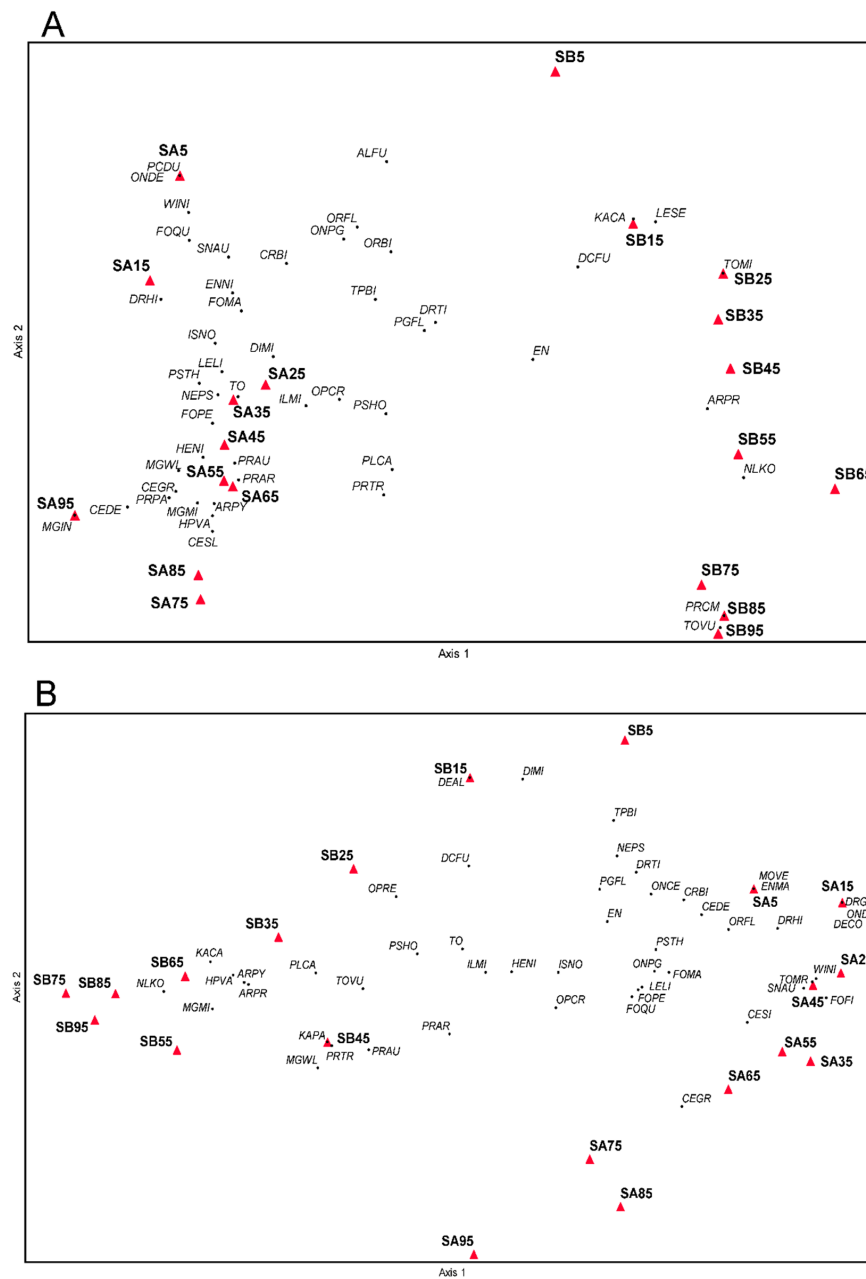 A
SB5
ALFU
SA5
PCDU
ONDE
WINI
LESE
KACA
ORFL
FOQU
ONPG
SB15
SNAU
ORBI
CRBI
DCFU
SA15
TOMI
SB25
ENNI
DRHI
TPBI
FOMA
DRTI
SB35
PGFL
ISNO
DIMI
EN
LELI
SA25
SB45
PSTH
TO
OPCR
NEPS
ILMI
PSHO
ARPR
SA35
FOPE
SA45
SB55
HENI
PRAU
PLCA
MGWL
SA55
PRAR
NLKO
SB65
CEGR
SA65
PRTR
PRPA
SA95
CEDE
MGMI
ARPY
MGIN
HPVA
CESL
SA85
SB75
SA75
PRCM
SB85
TOVU
SB95
Axis 2
Axis 1
B
SB5
SB15
DEAL
DIMI
TPBI
NEPS
SB25
DCFU
DRTI
MOVE
OPRE
PGFL
ONCE
CRBI
ENMA
SA15
SA5
DRG
CEDE
EN
ORFL
DRHI
OND
DECO
SB35
PSHO
TO
PSTH
KACA
SB65
PLCA
ILMI
HENI
ISNO
ONPG
FOMA
WINI
SA2
SB75
SB85
NLKO
HPVA
ARPY
ARPR
TOVU
LELI
TOMR
SNAU
FOPE
SA45
FOFI
MGMI
OPCR
FOQU
SB95
CESI
SB55
KAPA
SB45
PRAR
PRTR
PRAU
SA55
SA35
MGWL
SA65
CEGR
SA75
SA85
SA95
Axis 2
Axis 1